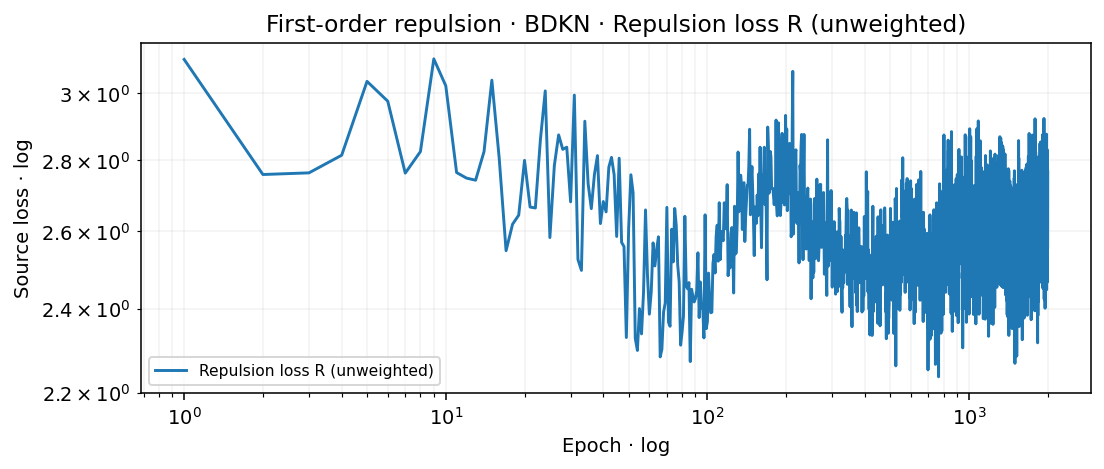 First-order repulsion · BDKN · Repulsion loss R (unweighted)
Source loss · log
3 × 10⁰
2.8 × 10⁰
2.6 × 10⁰
2.4 × 10⁰
2.2 × 10⁰
Repulsion loss R (unweighted)
10⁰ 10¹ 10² 10³
Epoch · log